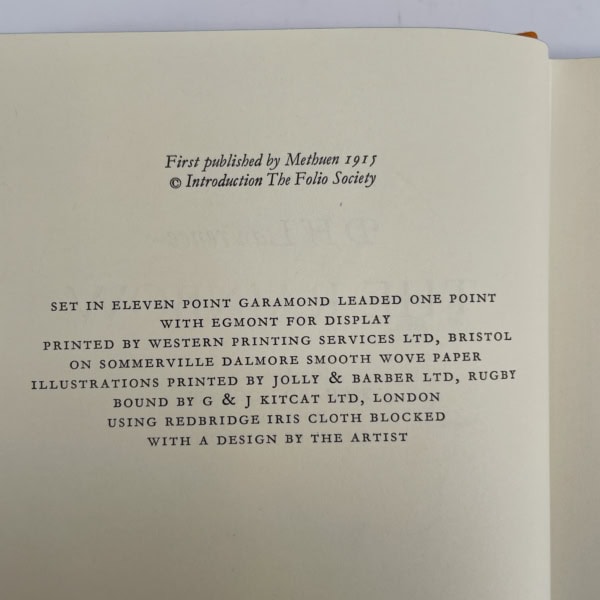 First published by Methuen 1915
© Introduction The Folio Society
SET IN ELEVEN POINT GARAMOND LEADED ONE POINT
WITH EGMONT FOR DISPLAY
PRINTED BY WESTERN PRINTING SERVICES LTD, BRISTOL
ON SOMMERVILLE DALMORE SMOOTH WOVE PAPER
ILLUSTRATIONS PRINTED BY JOLLY & BARBER LTD, RUGBY
BOUND BY G & J KITCAT LTD, LONDON
USING REDBRIDGE IRIS CLOTH BLOCKED
WITH A DESIGN BY THE ARTIST